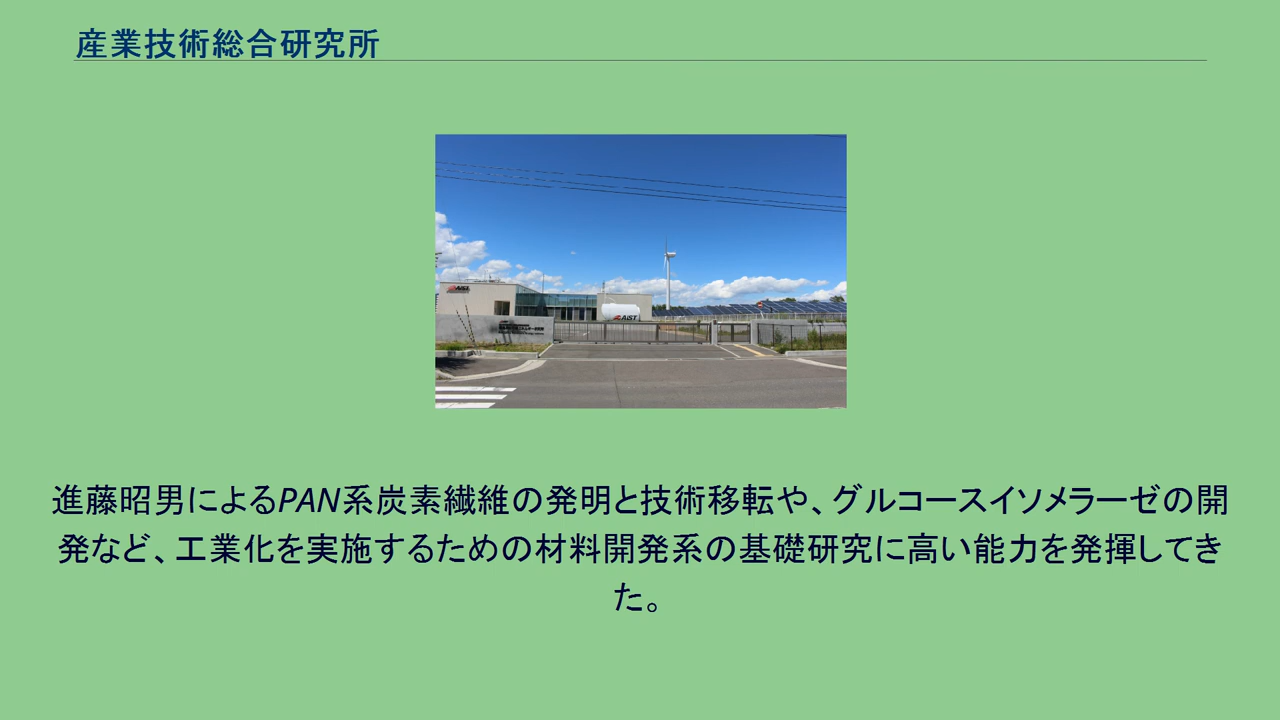 産業技術総合研究所
AIST
AIST
進藤昭男によるPAN系炭素繊維の発明と技術移転や、グルコースイソメラーゼの開
発など、工業化を実施するための材料開発系の基礎研究に高い能力を発揮してき
た。